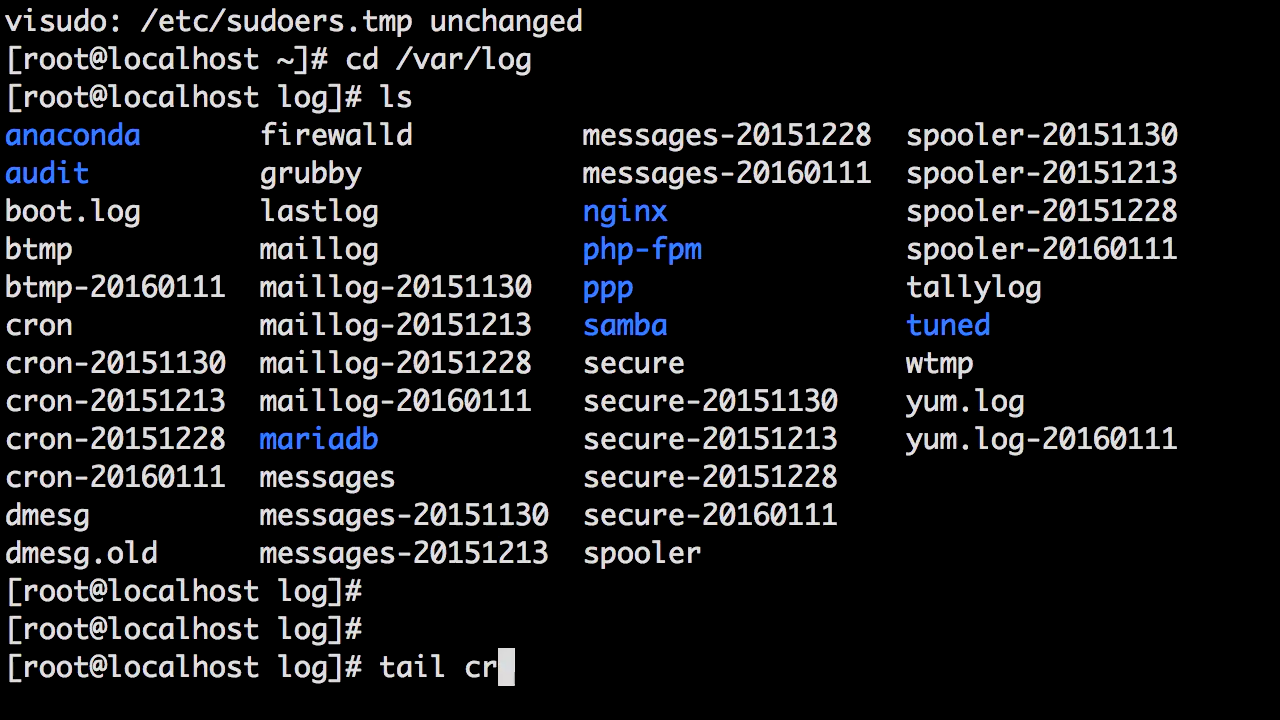 visudo: /etc/sudoers.tmp unchanged
[root@localhost ~]# cd /var/log
[root@localhost log]# ls
anaconda       firewalld          messages-20151228  spooler-20151130
audit          grubby             messages-20160111  spooler-20151213
boot.log       lastlog            nginx              spooler-20151228
btmp           maillog            php-fpm            spooler-20160111
btmp-20160111  maillog-20151130   ppp                tallylog
cron           maillog-20151213   samba              tuned
cron-20151130  maillog-20151228   secure             wtmp
cron-20151213  maillog-20160111   secure-20151130    yum.log
cron-20151228  mariadb            secure-20151213    yum.log-20160111
cron-20160111  messages           secure-20151228
dmesg          messages-20151130  secure-20160111
dmesg.old      messages-20151213  spooler
[root@localhost log]#
[root@localhost log]#
[root@localhost log]# tail cr